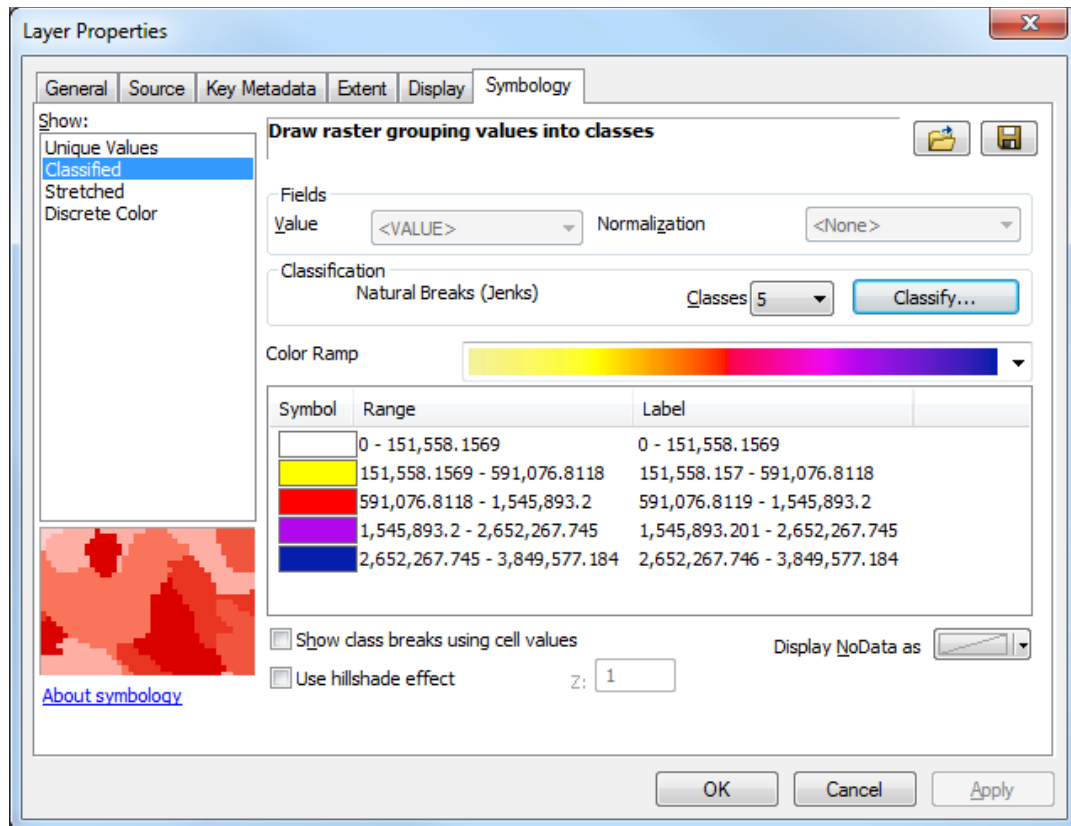 Layer Properties
General Source Key Metadata Extent Display Symbology
Show:
Unique Values
Classified
Stretched
Discrete Color
About symbology
Draw raster grouping values into classes
Fields
Value <VALUE> Normalization <None>
Classification
Natural Breaks (Jenks) Classes 5 Classify...
Color Ramp
Symbol Range Label
0 - 151,558.1569 0 - 151,558.1569
151,558.1569 - 591,076.8118 151,558.157 - 591,076.8118
591,076.8118 - 1,545,893.2 591,076.8119 - 1,545,893.2
1,545,893.2 - 2,652,267.745 1,545,893.201 - 2,652,267.745
2,652,267.745 - 3,849,577.184 2,652,267.746 - 3,849,577.184
Show class breaks using cell values Display NoData as
Use hillshade effect Z: 1
OK Cancel Apply